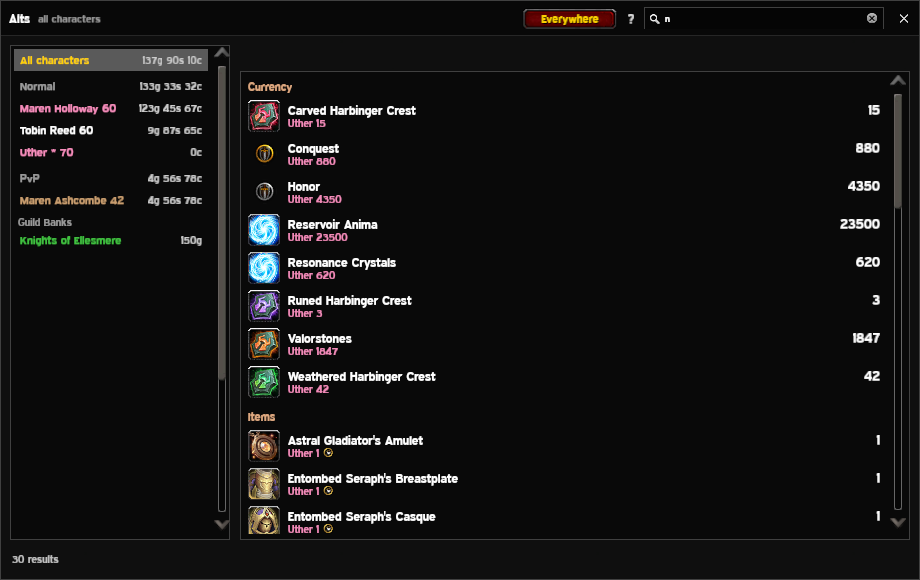 Alts all characters
Everywhere ? n
All characters 137g 90s 10c
Normal 133g 33s 32c
Maren Holloway 60 123g 45s 67c
Tobin Reed 60 9g 87s 65c
Uther * 70 0c
PvP 4g 56s 78c
Maren Ashcombe 42 4g 56s 78c
Guild Banks
Knights of Ellesmere 150g
Currency
Carved Harbinger Crest 15
Uther 15
Conquest 880
Uther 880
Honor 4350
Uther 4350
Reservoir Anima 23500
Uther 23500
Resonance Crystals 620
Uther 620
Runed Harbinger Crest 3
Uther 3
Valorstones 1847
Uther 1847
Weathered Harbinger Crest 42
Uther 42
Items
Astral Gladiator's Amulet 1
Uther 1
Entombed Seraph's Breastplate 1
Uther 1
Entombed Seraph's Casque 1
Uther 1
30 results